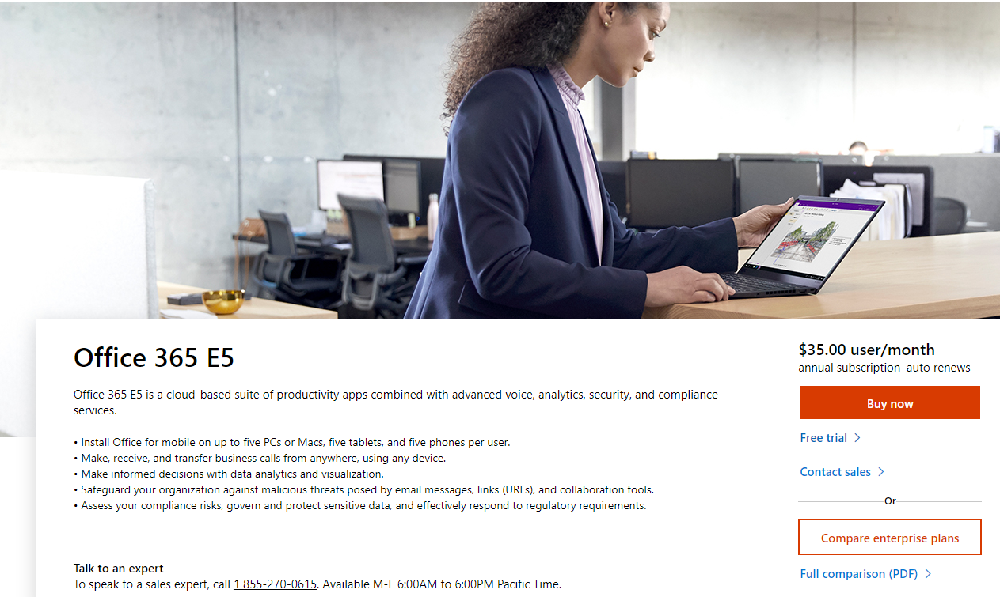 Office 365 E5
Office 365 E5 is a cloud-based suite of productivity apps combined with advanced voice, analytics, security, and compliance
services.
• Install Office for mobile on up to five PCs or Macs, five tablets, and five phones per user.
• Make, receive, and transfer business calls from anywhere, using any device.
• Make informed decisions with data analytics and visualization.
• Safeguard your organization against malicious threats posed by email messages, links (URLs), and collaboration tools.
• Assess your compliance risks, govern and protect sensitive data, and effectively respond to regulatory requirements.
Talk to an expert
To speak to a sales expert, call 1 855-270-0615. Available M-F 6:00AM to 6:00PM Pacific Time.
$35.00 user/month
annual subscription–auto renews
Buy now
Free trial
Contact sales
Or
Compare enterprise plans
Full comparison (PDF)